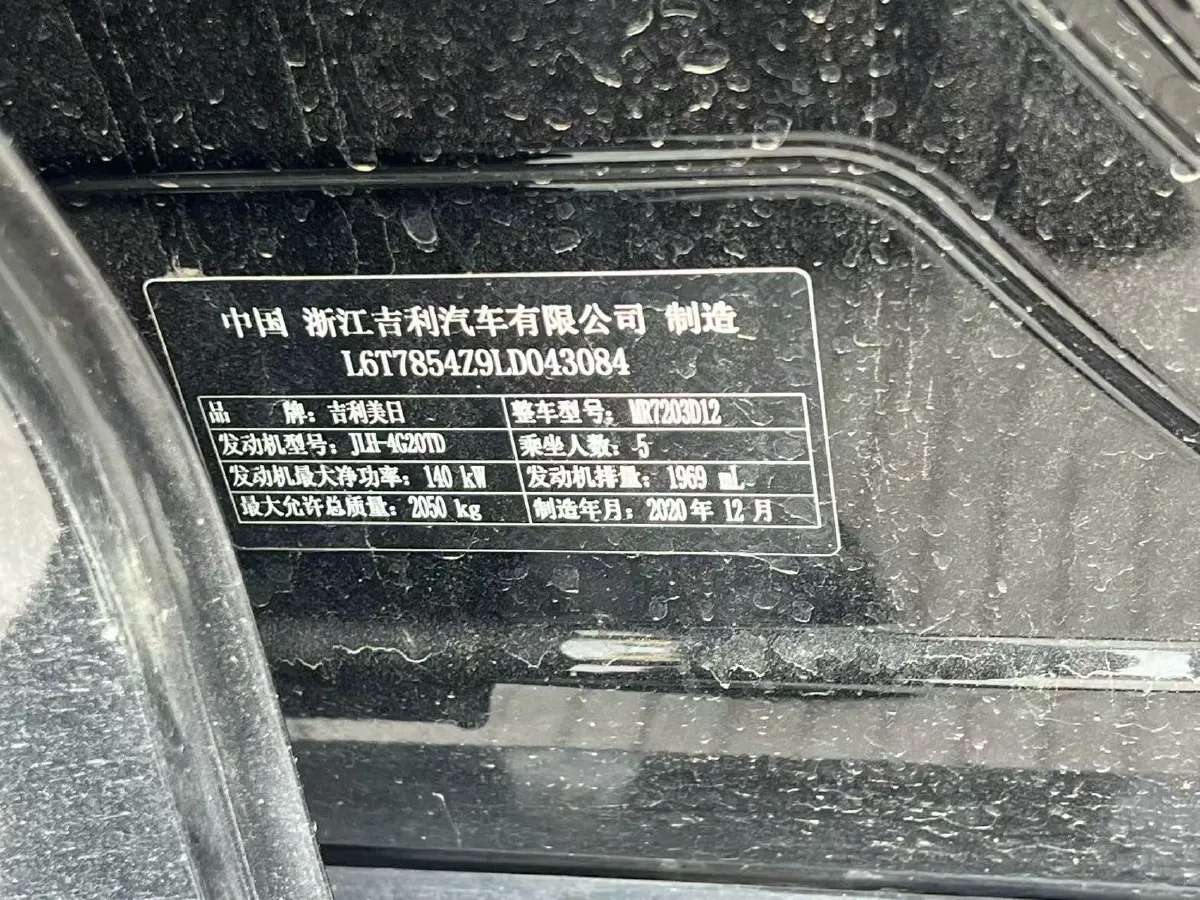 中国 浙江吉利汽车有限公司 制造
L6T7854Z9LD043084
品 牌：吉利美日 整车型号：MR7203D12
发动机型号：JLH-4G20TD 乘坐人数：5
发动机最大净功率：140 kW 发动机排量：1969 mL
最大允许总质量：2050 kg 制造年月：2020 年 12 月